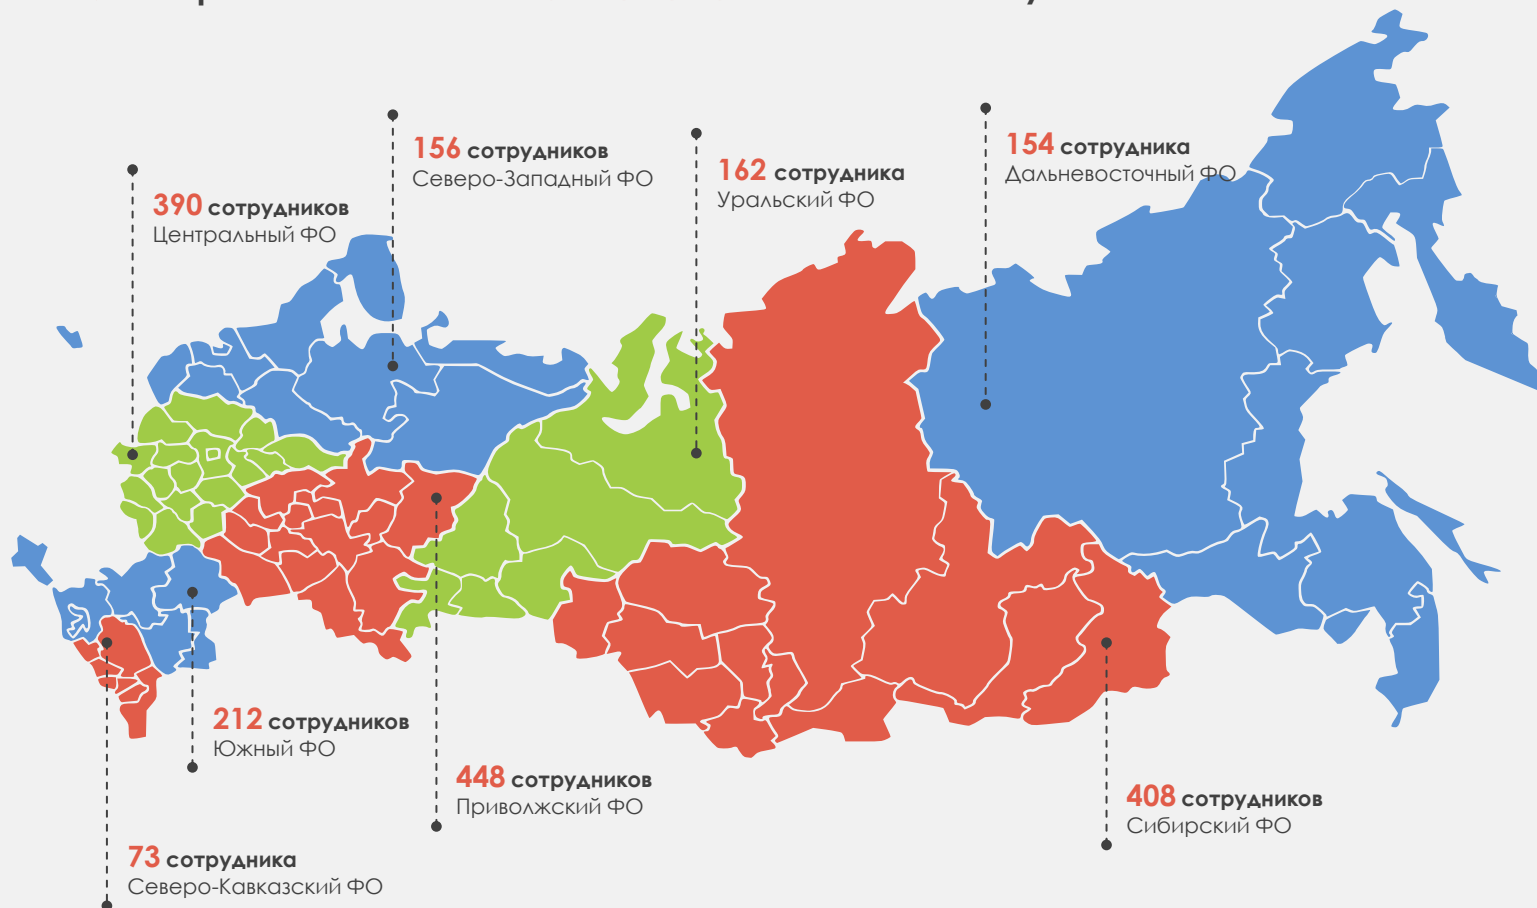 156 сотрудников
Северо-Западный ФО
154 сотрудника
Дальневосточный ФО
162 сотрудника
Уральский ФО
390 сотрудников
Центральный ФО
212 сотрудников
Южный ФО
448 сотрудников
Приволжский ФО
408 сотрудников
Сибирский ФО
73 сотрудника
Северо-Кавказский ФО